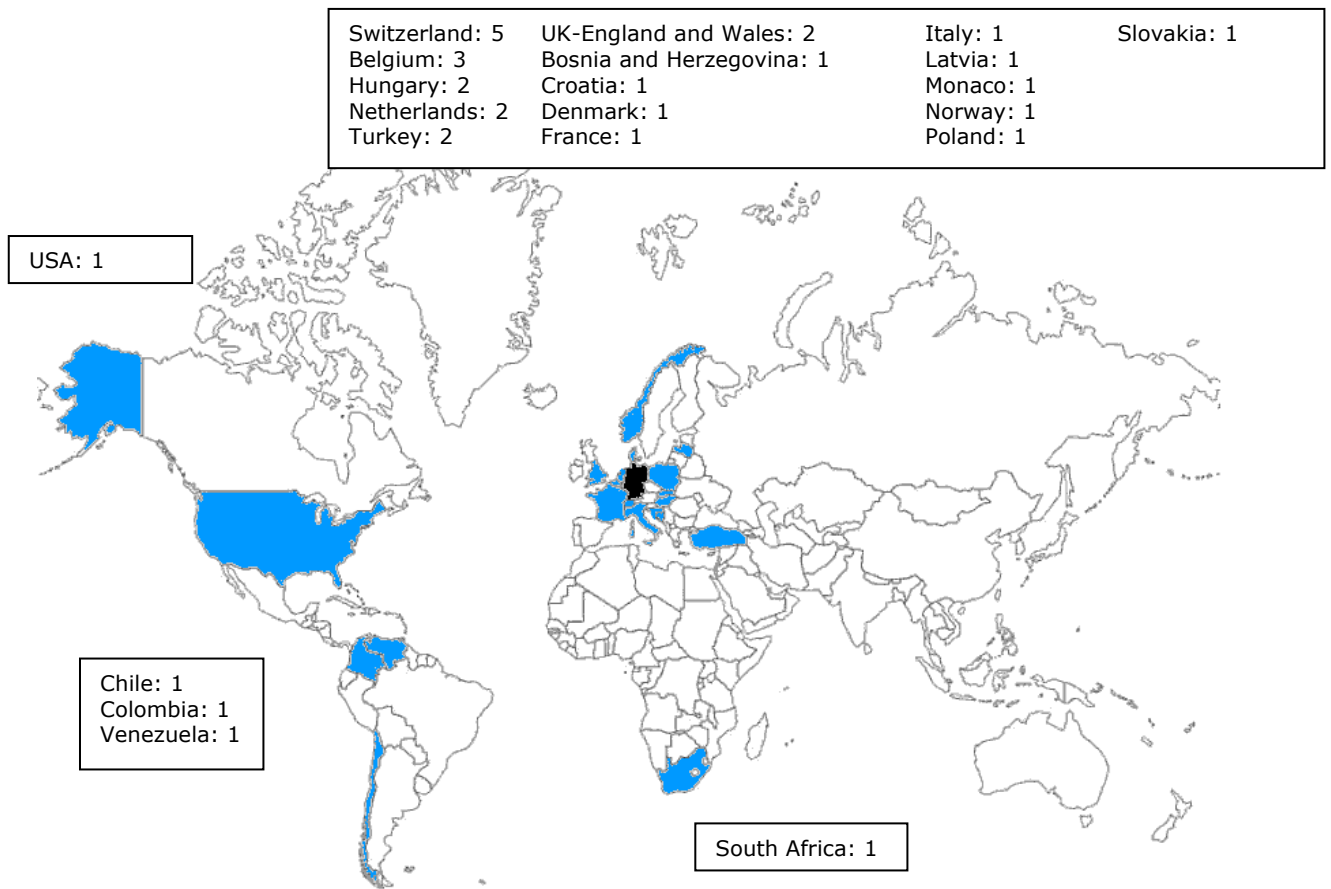 Switzerland: 5
Belgium: 3
Hungary: 2
Netherlands: 2
Turkey: 2
UK-England and Wales: 2
Bosnia and Herzegovina: 1
Croatia: 1
Denmark: 1
France: 1
Italy: 1
Latvia: 1
Monaco: 1
Norway: 1
Poland: 1
Slovakia: 1
USA: 1
Chile: 1
Colombia: 1
Venezuela: 1
South Africa: 1